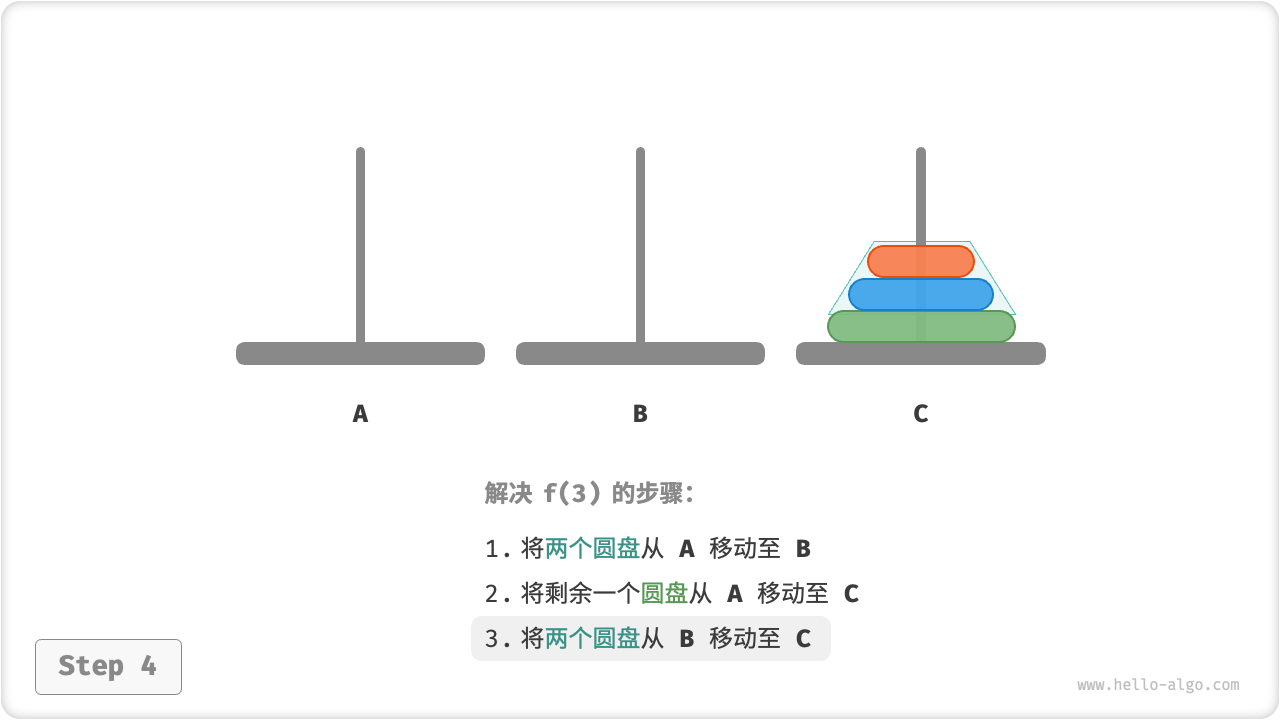 A B C
解决 f(3) 的步骤：
1. 将两个圆盘从 A 移动至 B
2. 将剩余一个圆盘从 A 移动至 C
3. 将两个圆盘从 B 移动至 C
Step 4
www.hello-algo.com